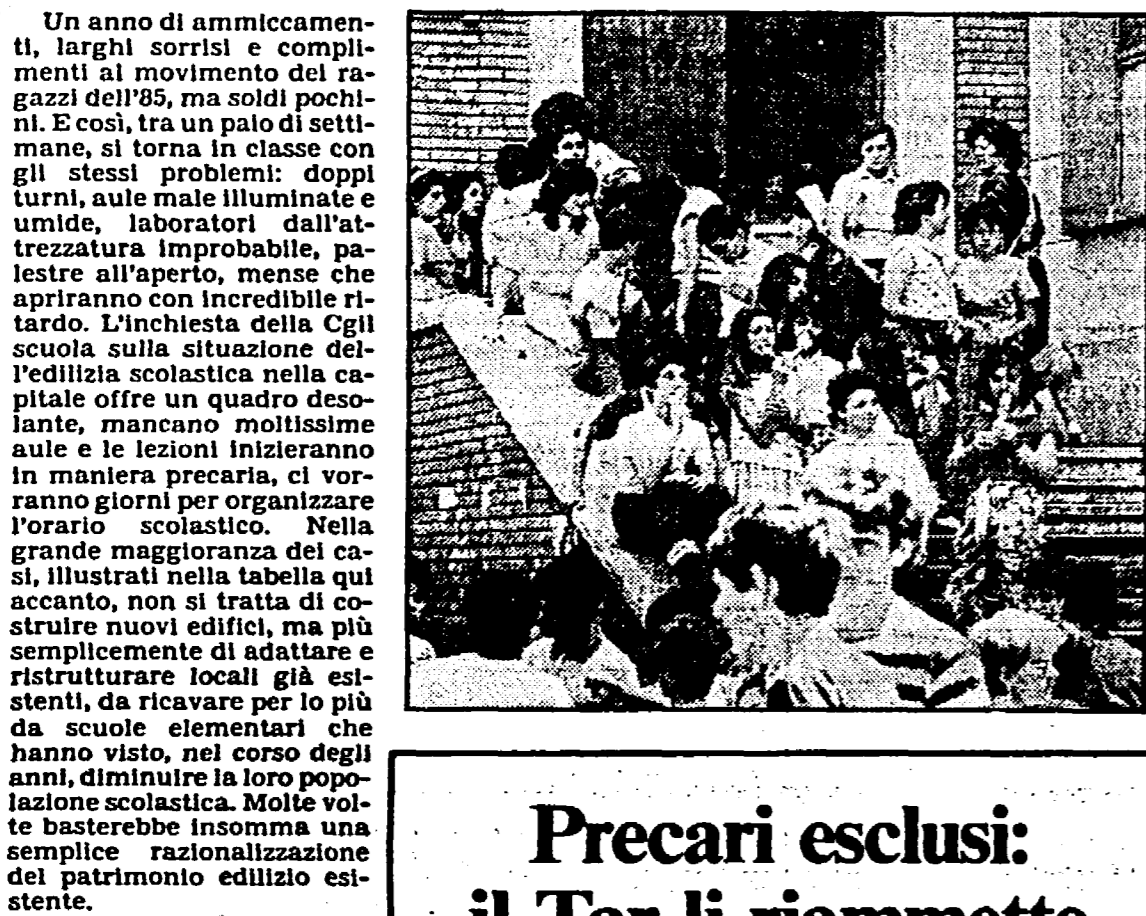 Un anno di ammiccamen-
ti, larghi sorrisi e compli-
menti al movimento dei ra-
gazzi dell'85, ma soldi pochi-
ni. E così, tra un paio di setti-
mane, si torna in classe con
gli stessi problemi: doppi
turni, aule male illuminate e
umide, laboratori dall'at-
trezzatura improbabile, pa-
lestre all'aperto, mense che
apriranno con incredibile ri-
tardo. L'inchiesta della Cgil
scuola sulla situazione del-
l'edilizia scolastica nella ca-
pitale offre un quadro deso-
lante, mancano moltissime
aule e le lezioni inizieranno
in maniera precaria, ci vor-
ranno giorni per organizzare
l'orario scolastico. Nella
grande maggioranza dei ca-
si, illustrati nella tabella qui
accanto, non si tratta di co-
struire nuovi edifici, ma più
semplicemente di adattare e
ristrutturare locali già esi-
stenti, da ricavare per lo più
da scuole elementari che
hanno visto, nel corso degli
anni, diminuire la loro popo-
lazione scolastica. Molte vol-
te basterebbe insomma una
semplice razionalizzazione
del patrimonio edilizio esi-
stente.
Precari esclusi:
il Tar li riammette